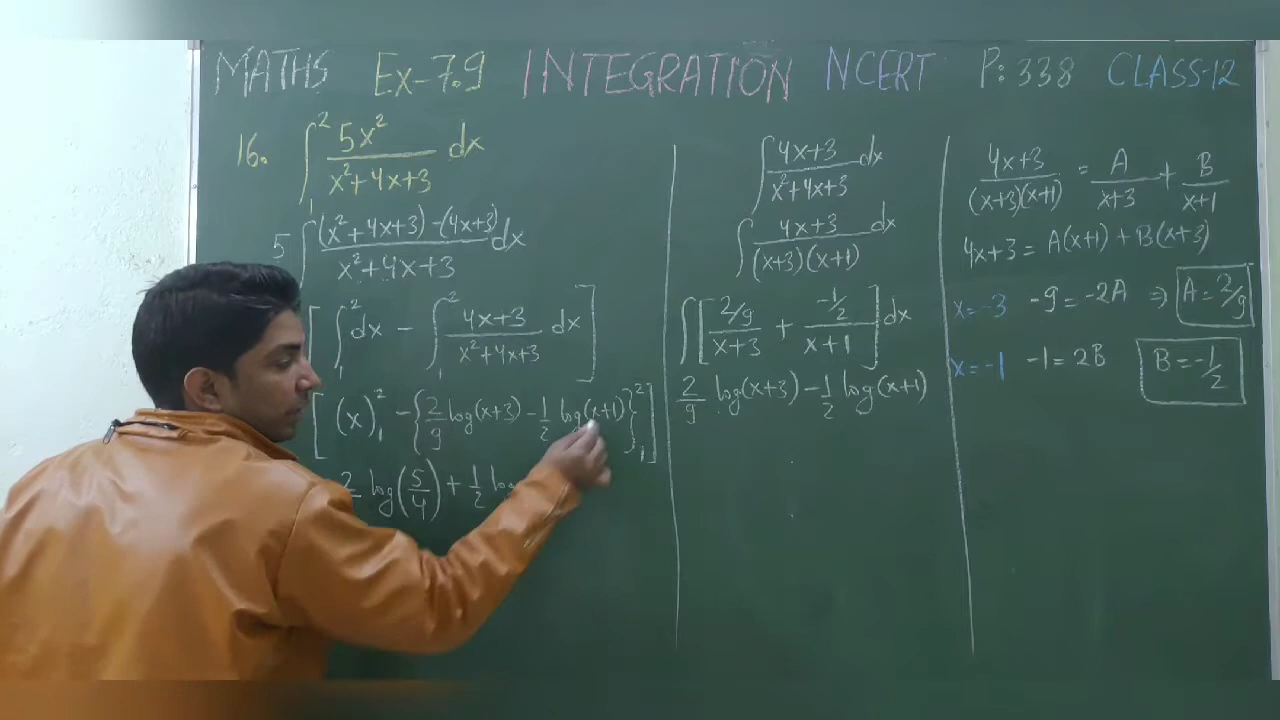 MATHS Ex-7.9 INTEGRATION NCERT P:338 CLASS-12
16. ∫₁² 5x²/(x²+4x+3) dx
5 ∫₁ ((x²+4x+3)-(4x+3))/(x²+4x+3) dx
[∫₁² dx - ∫₁² (4x+3)/(x²+4x+3) dx]
[(x)₁² - {2/9 log(x+3) - 1/2 log(x+1)}₁²]
2 log(5/4) + 1/2 log
∫ (4x+3)/(x²+4x+3) dx
∫ (4x+3)/((x+3)(x+1)) dx
∫ [(2/9)/(x+3) + (-1/2)/(x+1)] dx
2/9 log(x+3) - 1/2 log(x+1)
(4x+3)/((x+3)(x+1)) = A/(x+3) + B/(x+1)
4x+3 = A(x+1) + B(x+3)
x=-3 -9 = -2A ⇒ A = 2/9
x=-1 -1 = 2B B = -1/2